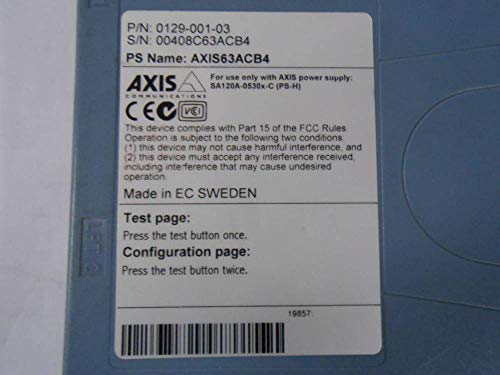 P/N: 0129-001-03
S/N: 00408C63ACB4
PS Name: AXIS63ACB4
AXIS
COMMUNICATIONS
For use only with AXIS power supply:
SA120A-0530x-C (PS-H)
CE C N VCI
This device complies with Part 15 of the FCC Rules.
Operation is subject to the following two conditions.
(1) this device may not cause harmful interference, and
(2) this device must accept any interference received,
including interference that may cause undesired
operation.
Made in EC SWEDEN
Test page:
Press the test button once.
Configuration page:
Press the test button twice.
19857
LPT 2